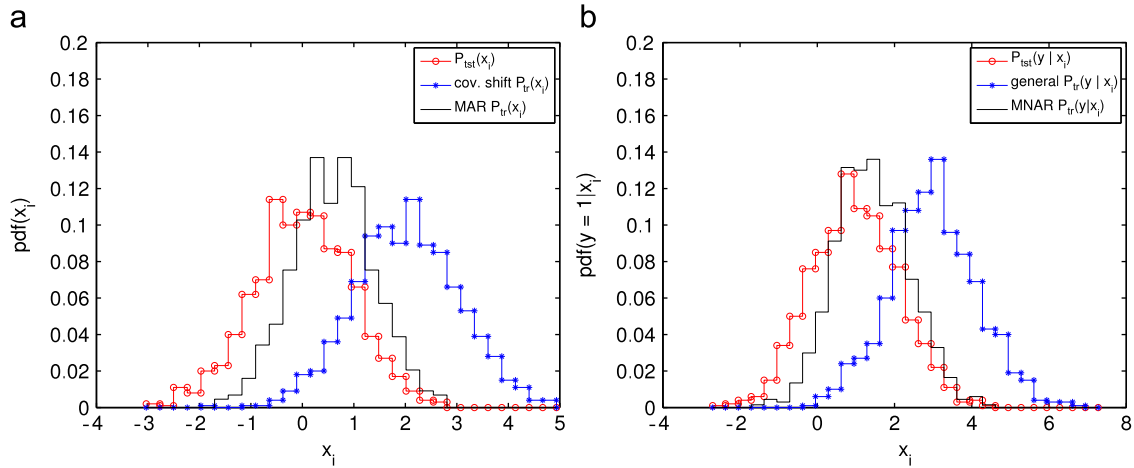 a
0.2
0.18
0.16
0.14
0.12
0.1
0.08
0.06
0.04
0.02
0
-4 -3 -2 -1 0 1 2 3 4 5
pdf(x_i)
x_i
P_tst(x_i)
cov. shift P_tr(x_i)
MAR P_tr(x_i)
b
0.2
0.18
0.16
0.14
0.12
0.1
0.08
0.06
0.04
0.02
0
-4 -2 0 2 4 6 8
pdf(y = 1|x_i)
x_i
P_tst(y | x_i)
general P_tr(y | x_i)
MNAR P_tr(y|x_i)